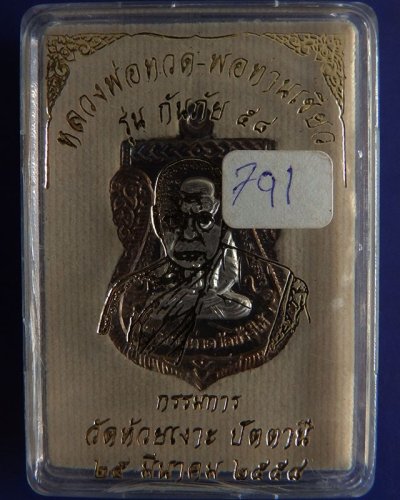 หลวงพ่อทวด-พ่อท่านเขียว
รุ่น กันภัย ๕๘
791
กรรมการ
วัดห้วยเงาะ ปัตตานี
๒๕ มีนาคม ๒๕๕๘